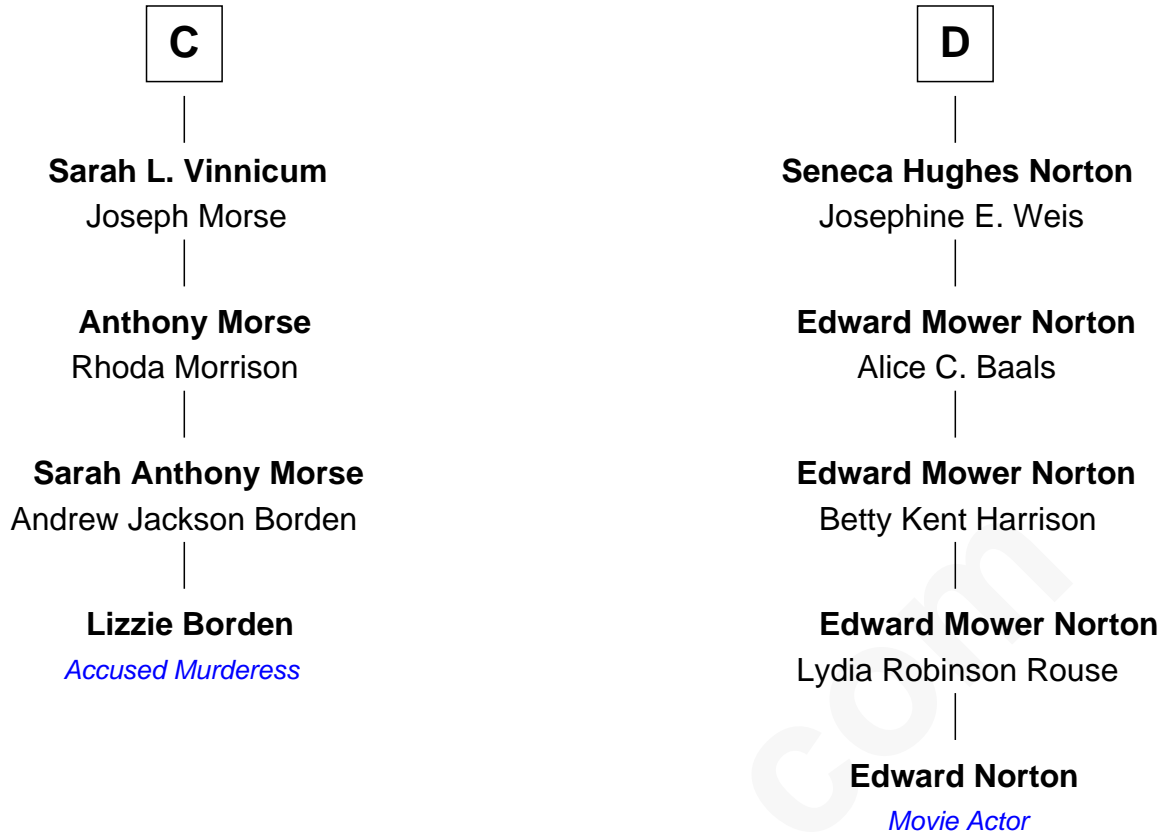 C
Sarah L. Vinnicum
Joseph Morse
Anthony Morse
Rhoda Morrison
Sarah Anthony Morse
Andrew Jackson Borden
Lizzie Borden
Accused Murderess
D
Seneca Hughes Norton
Josephine E. Weis
Edward Mower Norton
Alice C. Baals
Edward Mower Norton
Betty Kent Harrison
Edward Mower Norton
Lydia Robinson Rouse
Edward Norton
Movie Actor
com